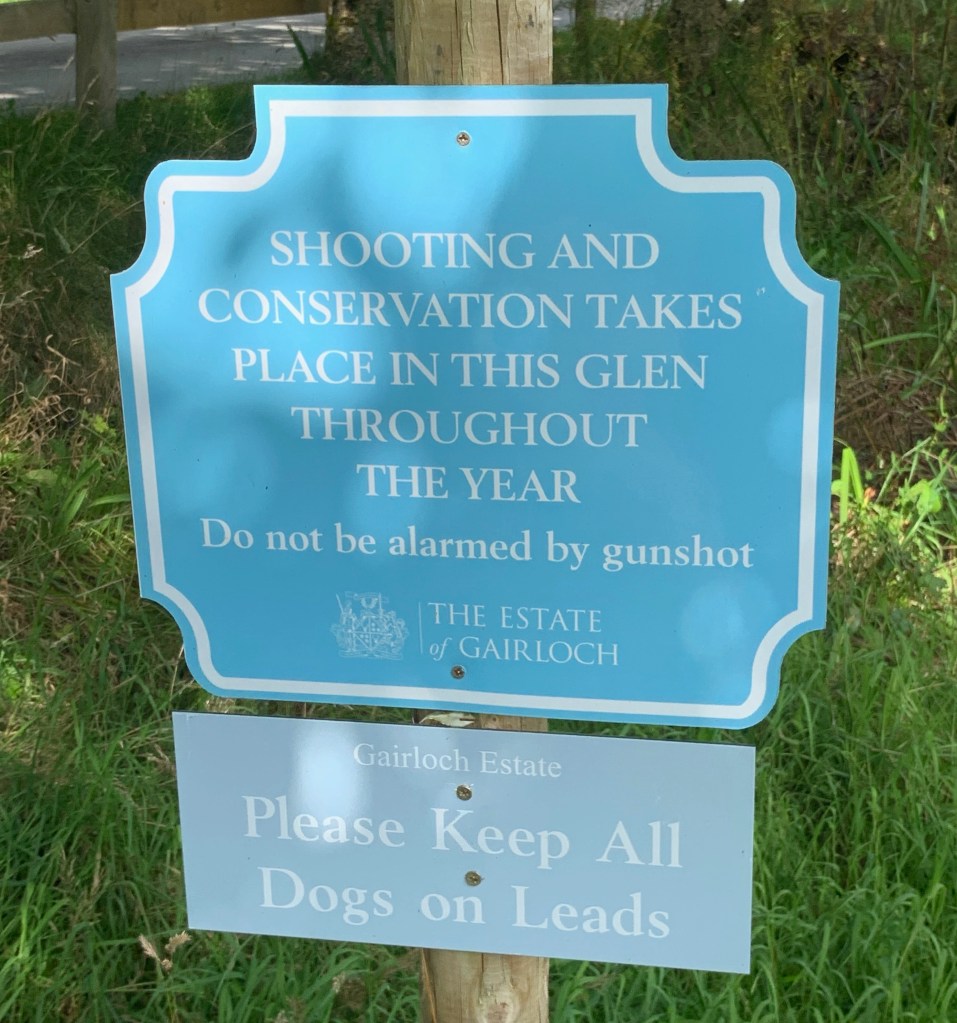 SHOOTING AND
CONSERVATION TAKES
PLACE IN THIS GLEN
THROUGHOUT
THE YEAR
Do not be alarmed by gunshot
THE ESTATE
of GAIRLOCH
Gairloch Estate
Please Keep All
Dogs on Leads